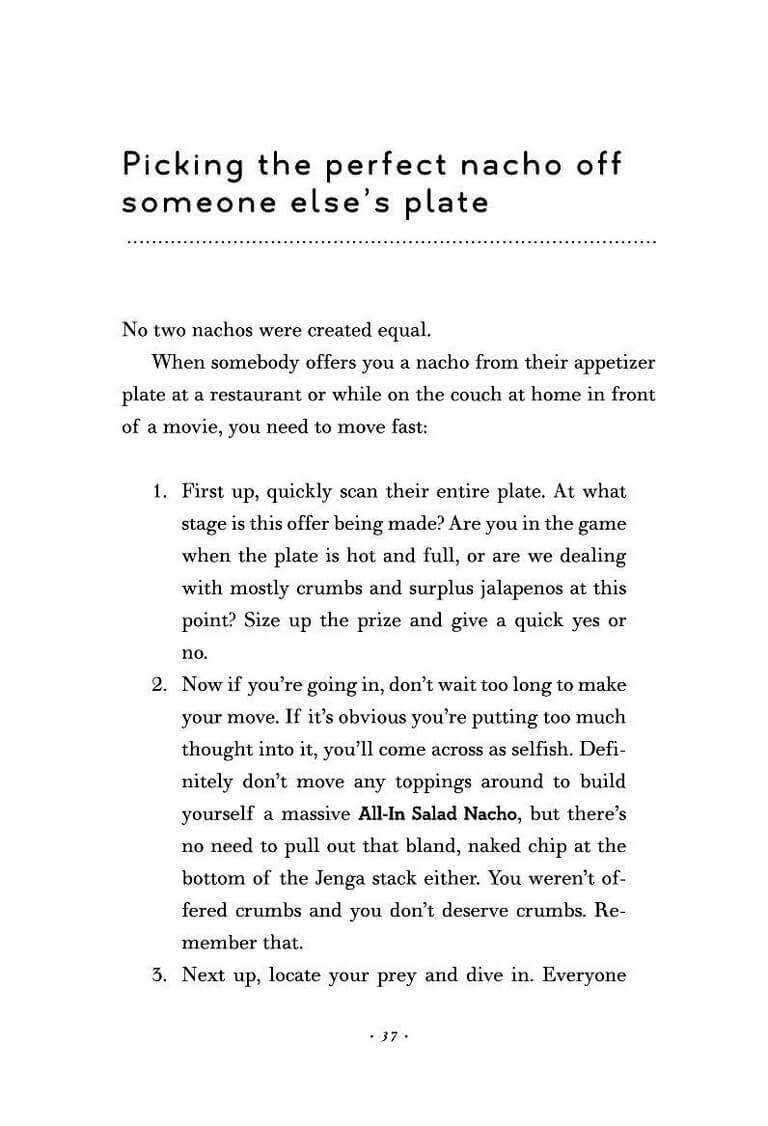 Picking the perfect nacho off
someone else’s plate
No two nachos were created equal.
When somebody offers you a nacho from their appetizer
plate at a restaurant or while on the couch at home in front
of a movie, you need to move fast:
1. First up, quickly scan their entire plate. At what
stage is this offer being made? Are you in the game
when the plate is hot and full, or are we dealing
with mostly crumbs and surplus jalapenos at this
point? Size up the prize and give a quick yes or
no.
2. Now if you’re going in, don’t wait too long to make
your move. If it’s obvious you’re putting too much
thought into it, you’ll come across as selfish. Defi-
nitely don’t move any toppings around to build
yourself a massive All-In Salad Nacho, but there’s
no need to pull out that bland, naked chip at the
bottom of the Jenga stack either. You weren’t of-
fered crumbs and you don’t deserve crumbs. Re-
member that.
3. Next up, locate your prey and dive in. Everyone
· 37 ·